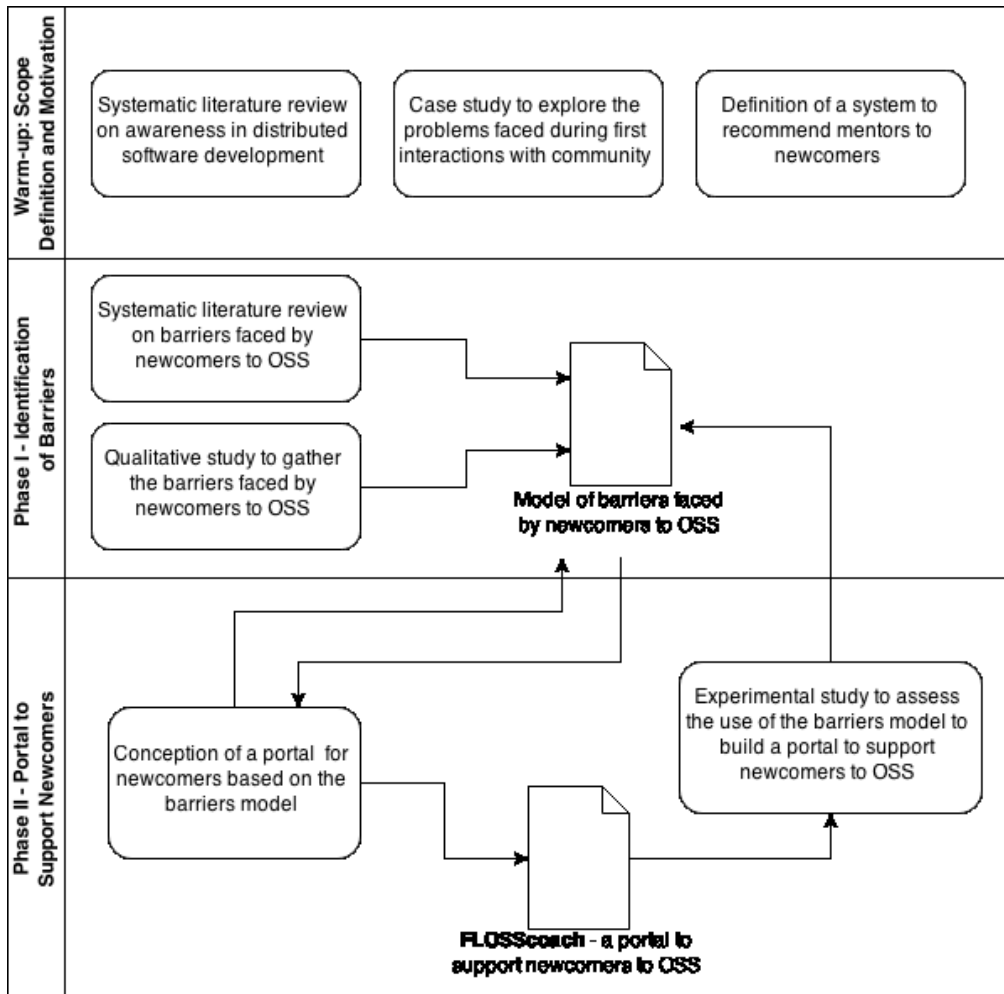 Warm-up: Scope
Definition and Motivation
Systematic literature review
on awareness in distributed
software development
Case study to explore the
problems faced during first
interactions with community
Definition of a system to
recommend mentors to
newcomers
Phase I - Identification
of Barriers
Systematic literature review
on barriers faced by
newcomers to OSS
Qualitative study to gather
the barriers faced by
newcomers to OSS
Model of barriers faced
by newcomers to OSS
Phase II - Portal to
Support Newcomers
Conception of a portal for
newcomers based on the
barriers model
Experimental study to assess
the use of the barriers model to
build a portal to support
newcomers to OSS
FLOSScoach - a portal to
support newcomers to OSS